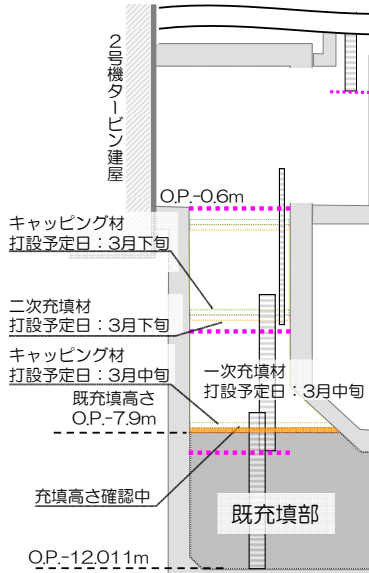 2号機タービン建屋
O.P.-0.6m
キャッピング材
打設予定日：3月下旬
二次充填材
打設予定日：3月下旬
キャッピング材
打設予定日：3月中旬
一次充填材
打設予定日：3月中旬
既充填高さ
O.P.-7.9m
充填高さ確認中
既充填部
O.P.-12.011m